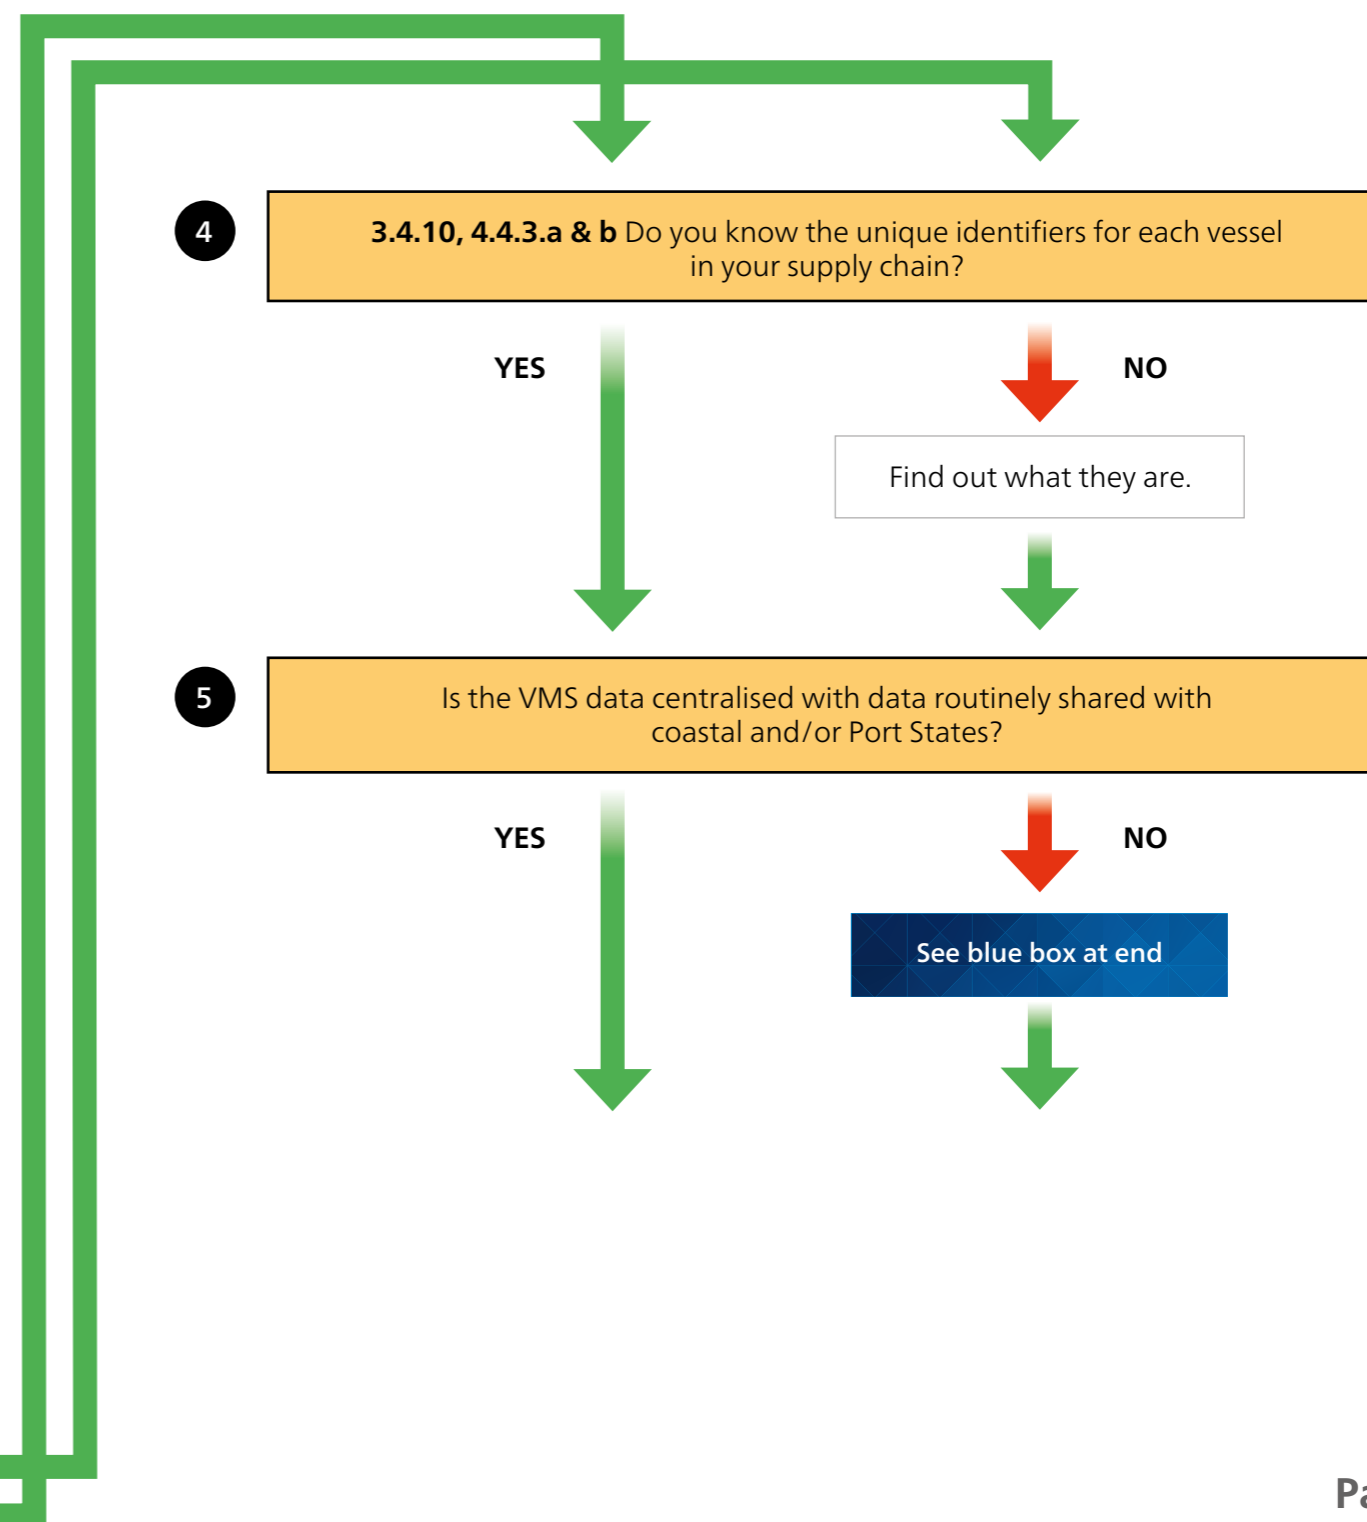 4
3.4.10, 4.4.3.a & b Do you know the unique identifiers for each vessel
in your supply chain?
YES
NO
Find out what they are.
5
Is the VMS data centralised with data routinely shared with
coastal and/or Port States?
YES
NO
See blue box at end